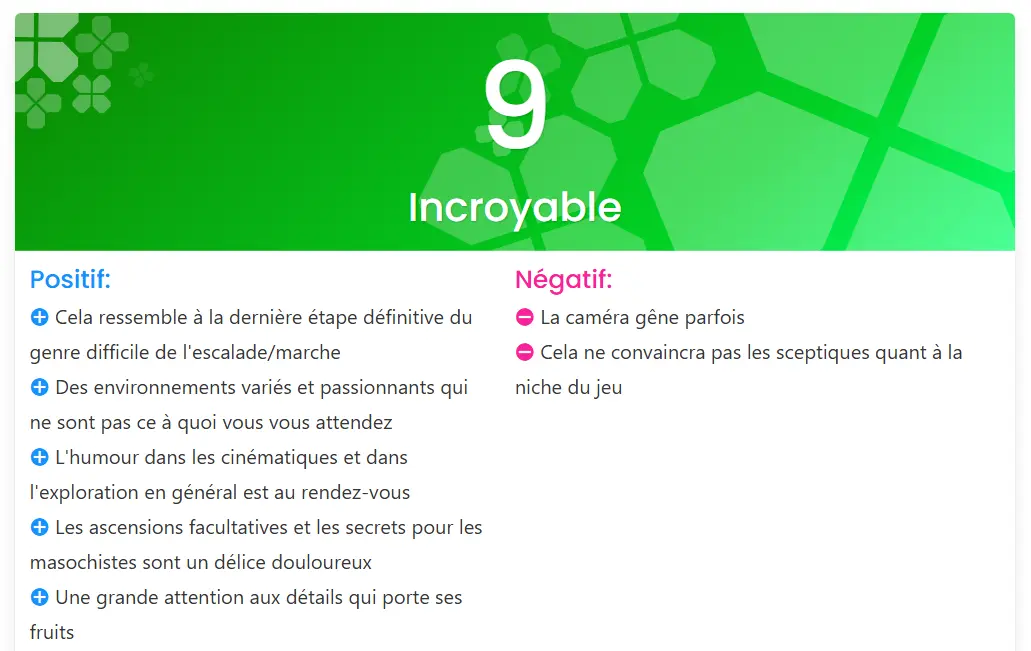 9
Incroyable
Positif:
Cela ressemble à la dernière étape définitive du
genre difficile de l'escalade/marche
Des environnements variés et passionnants qui
ne sont pas ce à quoi vous vous attendez
L'humour dans les cinématiques et dans
l'exploration en général est au rendez-vous
Les ascensions facultatives et les secrets pour les
masochistes sont un délice douloureux
Une grande attention aux détails qui porte ses
fruits
Négatif:
La caméra gêne parfois
Cela ne convaincra pas les sceptiques quant à la
niche du jeu